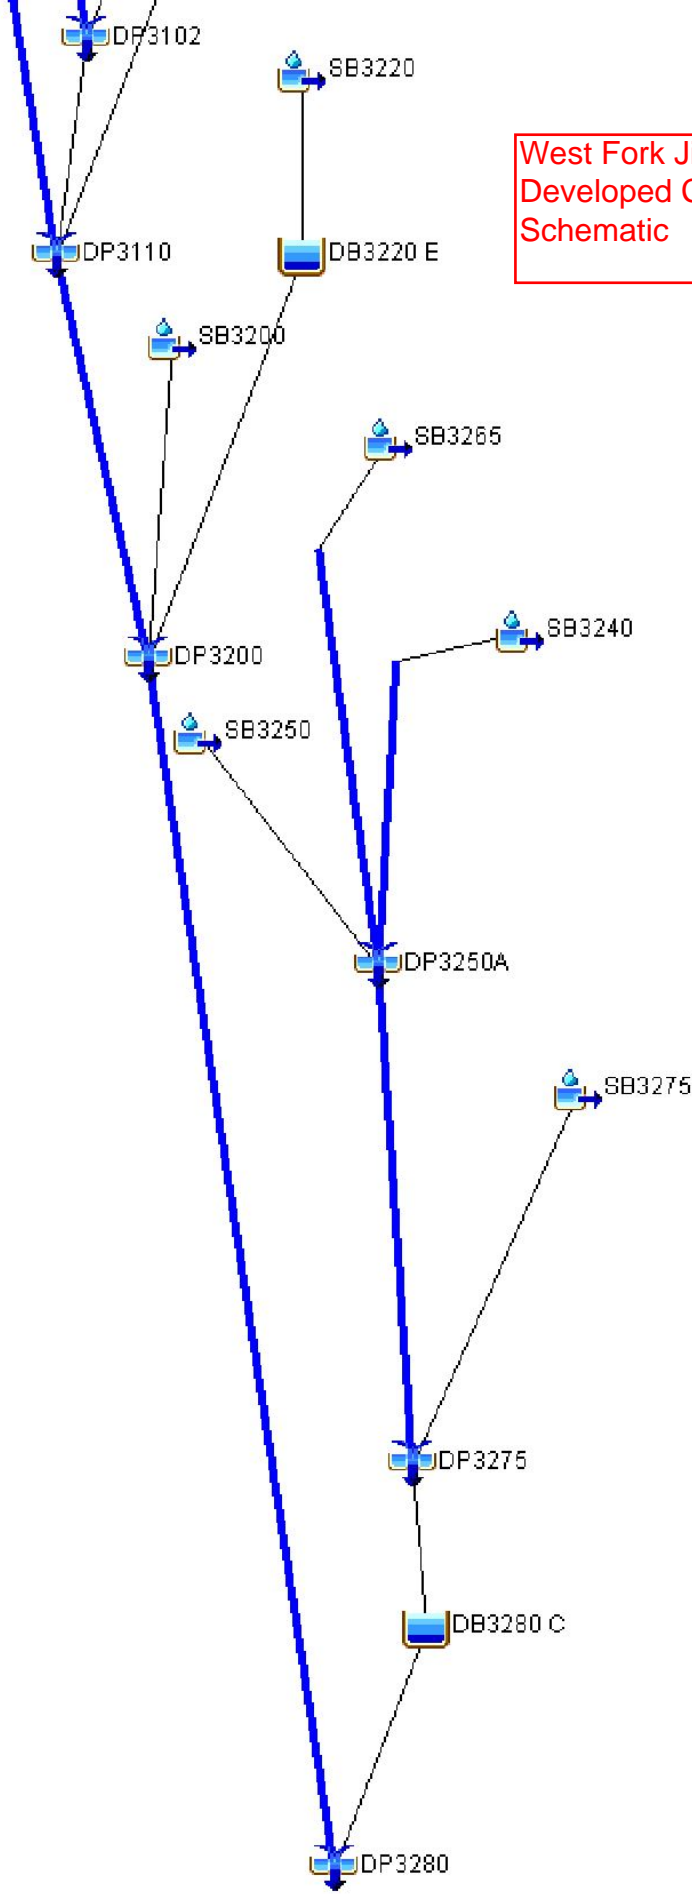 DP3102
SB3220
West Fork J
Developed C
Schematic
DP3110
DB3220 E
SB3200
SB3265
SB3240
DP3200
SB3250
DP3250A
SB3275
DP3275
DB3280 C
DP3280